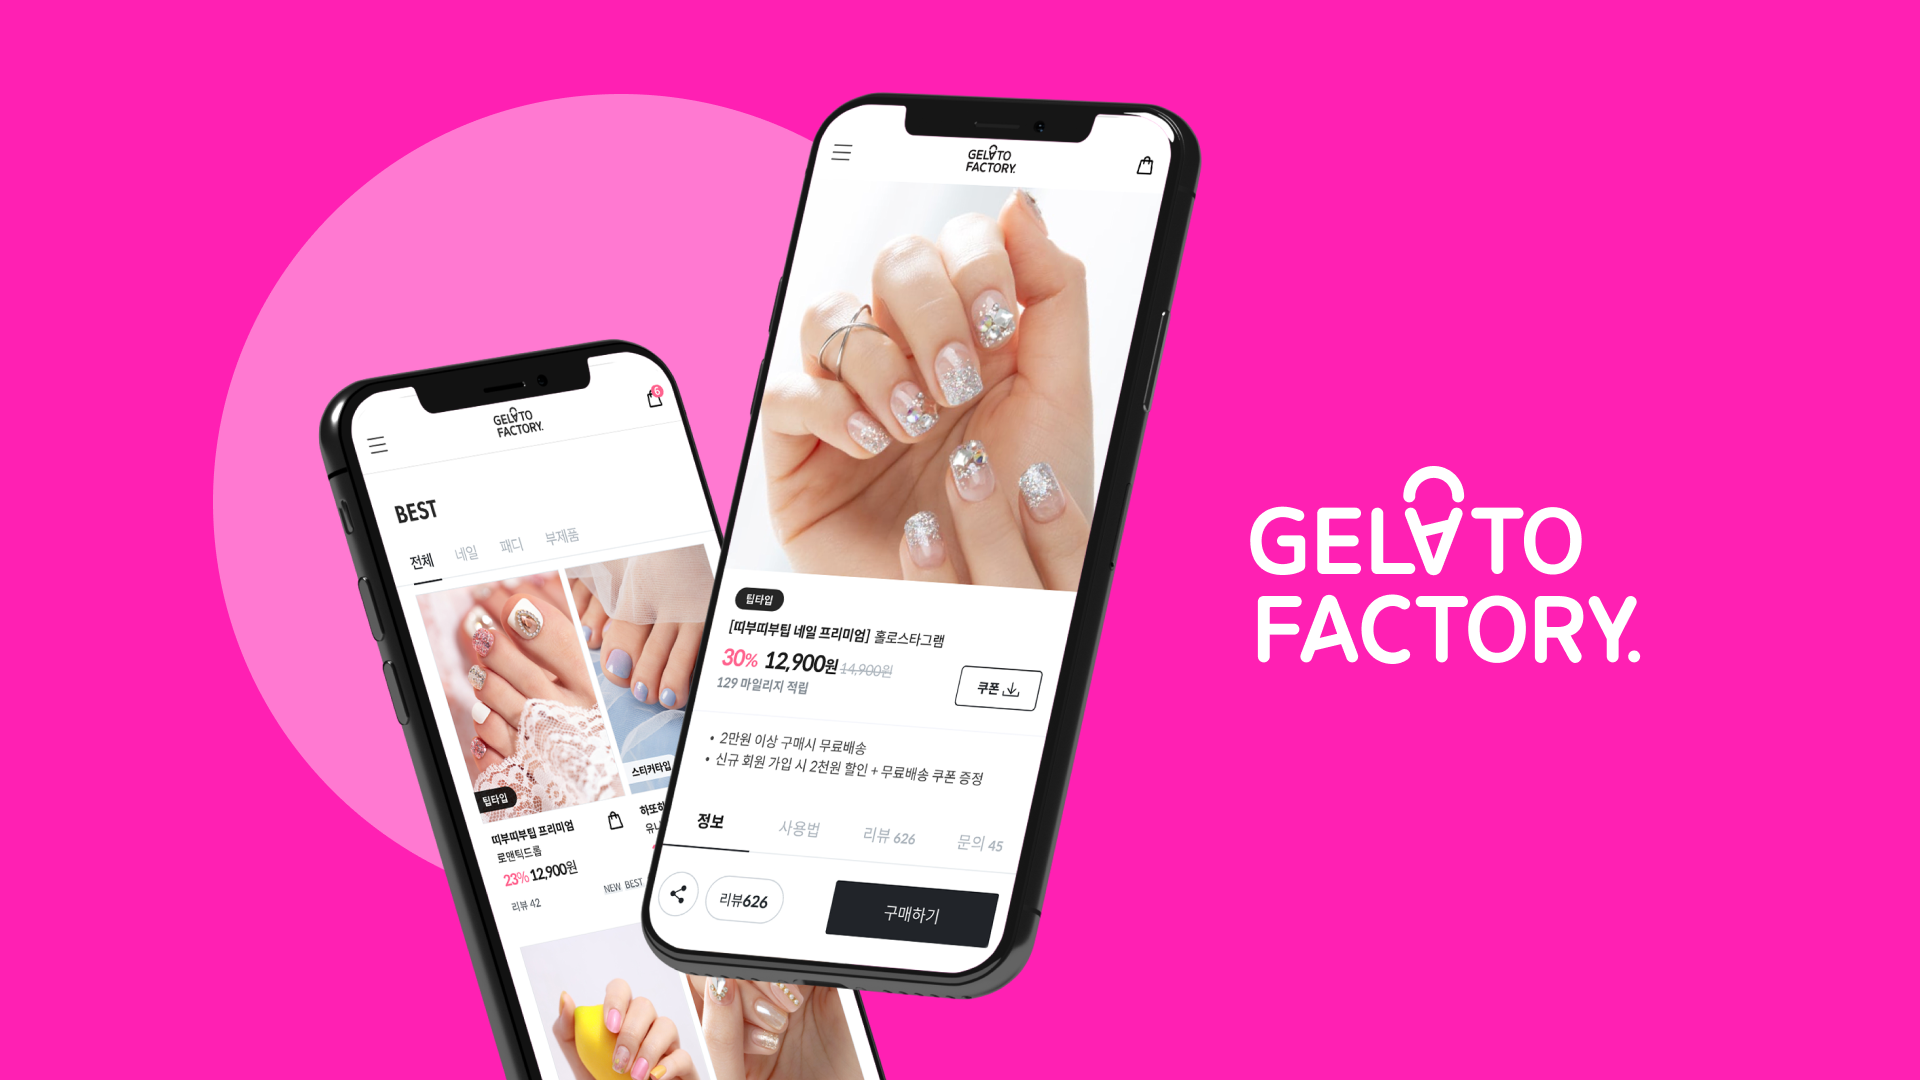 GELATO
FACTORY.
BEST
전체 네일 패디 부제품
팁타입
띠부띠부팁 프리미엄
로맨틱드롭
23% 12,900원
리뷰 42
NEW BEST
스티커타입
하또하
6
GELATO
FACTORY.
팁타입
[띠부띠부팁 네일 프리미엄] 홀로스타그램
30% 12,900원 14,900원
129 마일리지 적립
쿠폰
• 2만원 이상 구매시 무료배송
• 신규 회원 가입 시 2천원 할인 + 무료배송 쿠폰 증정
정보 사용법 리뷰 626 문의 45
리뷰626
구매하기
GELATO
FACTORY.